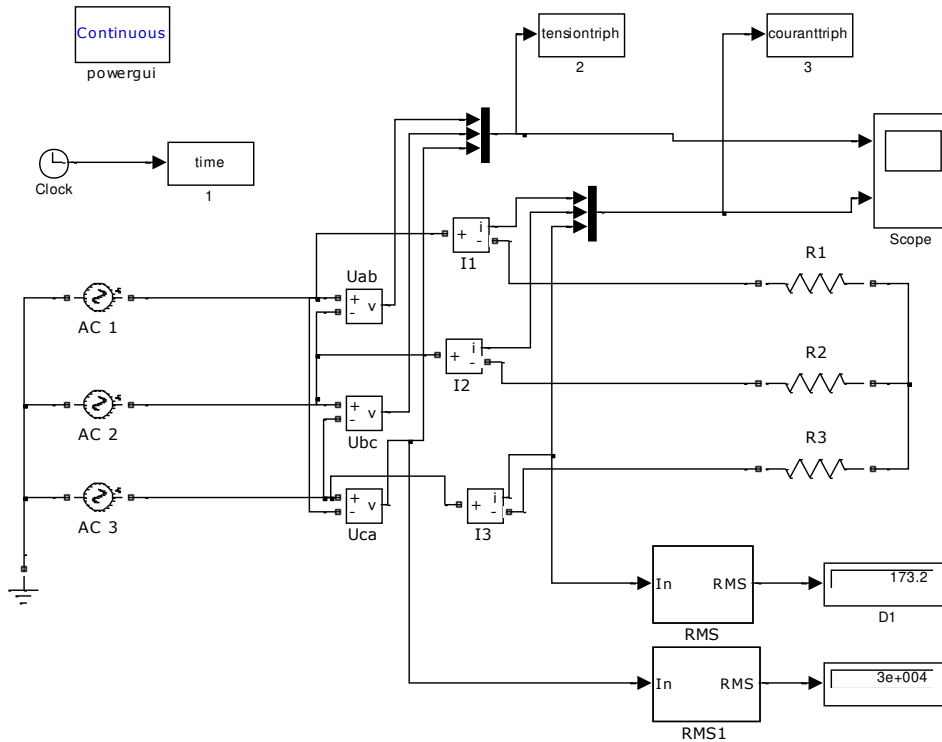 Continuous
powergui
tensiontriph
2
couranttriph
3
Clock
time
1
Scope
Uab
+
-
v
I1
+
i
-
R1
AC 1
I2
+
i
-
R2
AC 2
Ubc
+
-
v
R3
AC 3
Uca
+
-
v
I3
+
i
-
In
RMS
RMS
173.2
D1
In
RMS
RMS1
3e+004